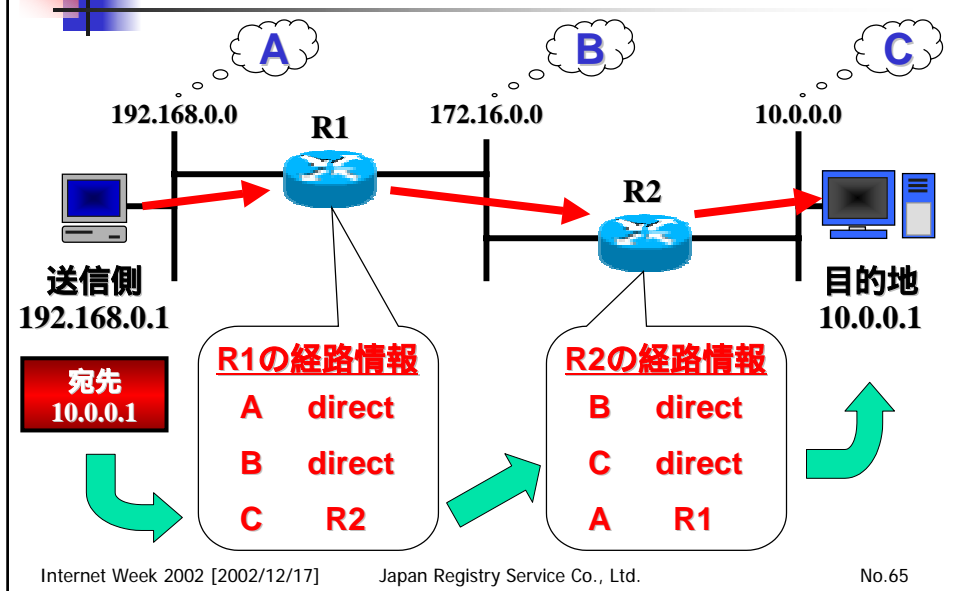 A B C
192.168.0.0 172.16.0.0 10.0.0.0
R1
R2
送信側
192.168.0.1
目的地
10.0.0.1
宛先
10.0.0.1
R1の経路情報
A direct
B direct
C R2
R2の経路情報
B direct
C direct
A R1
Internet Week 2002 [2002/12/17] Japan Registry Service Co., Ltd. No.65